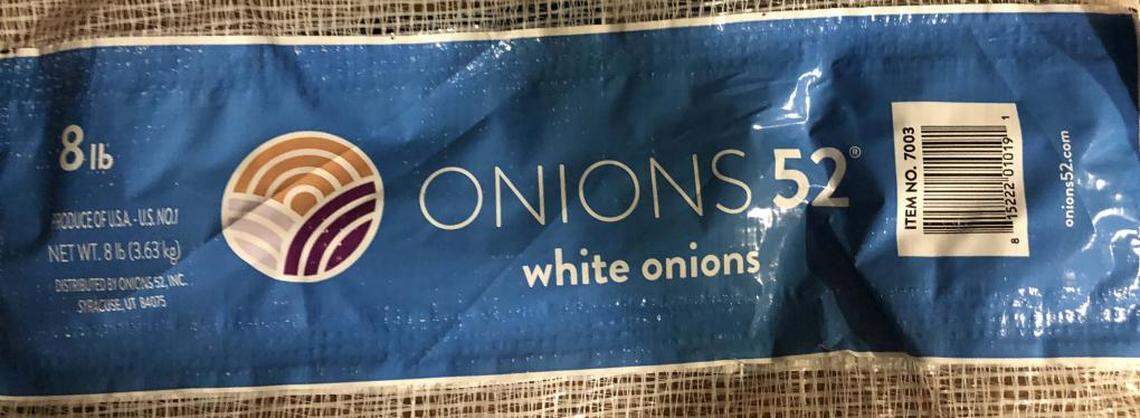 8 lb
PRODUCE OF U.S.A. - U.S. NO.1
NET WT. 8 lb (3.63 kg)
DISTRIBUTED BY ONIONS 52, INC.
SYRACUSE, UT 84075
ONIONS 52®
white onions
ITEM NO. 7003
8 15222 01019 1
onions52.com